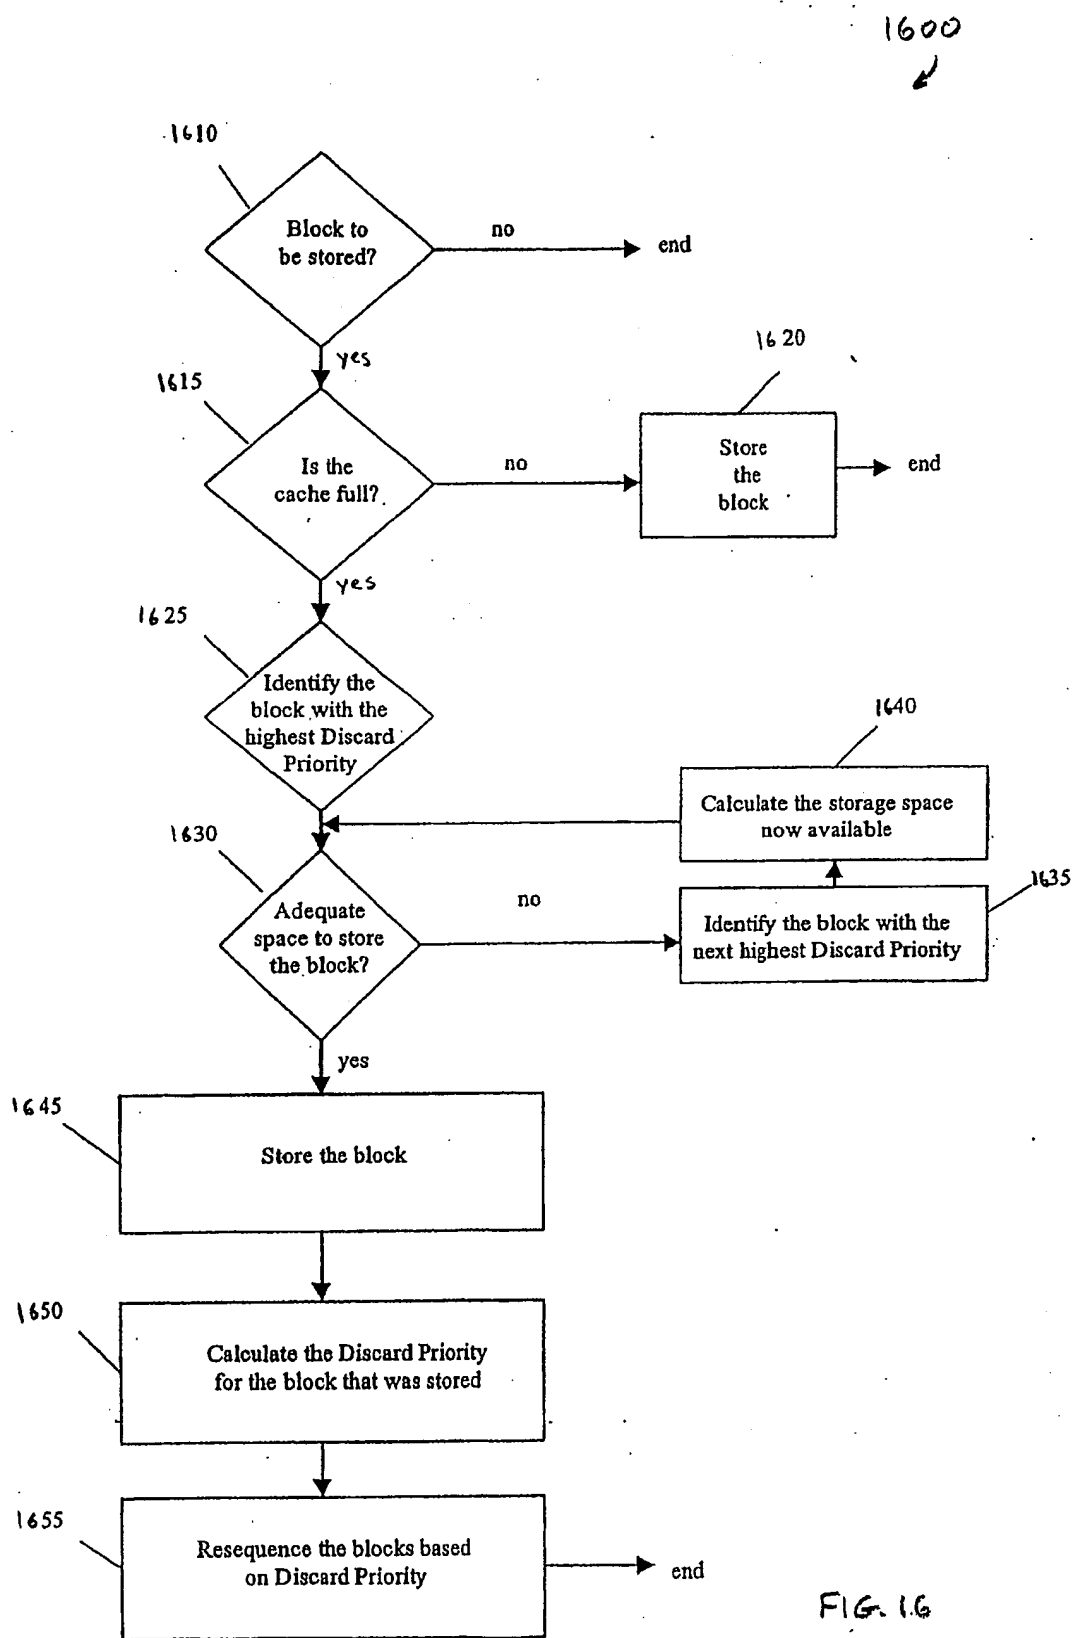 1600
1610
Block to
be stored?
no
end
yes
1615
Is the
cache full?
no
1620
Store
the
block
end
yes
1625
Identify the
block with the
highest Discard
Priority
1640
Calculate the storage space
now available
1630
Adequate
space to store
the block?
no
1635
Identify the block with the
next highest Discard Priority
yes
1645
Store the block
1650
Calculate the Discard Priority
for the block that was stored
1655
Resequence the blocks based
on Discard Priority
end
FIG. 16